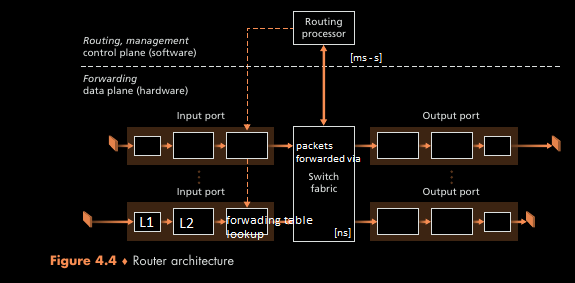 Routing
processor
Routing, management
control plane (software)
[ms - s]
Forwarding
data plane (hardware)
Input port
Output port
packets
forwarded via
Switch
fabric
Input port
Output port
L1
L2
forwading table
lookup
[ns]
Figure 4.4 ♦ Router architecture